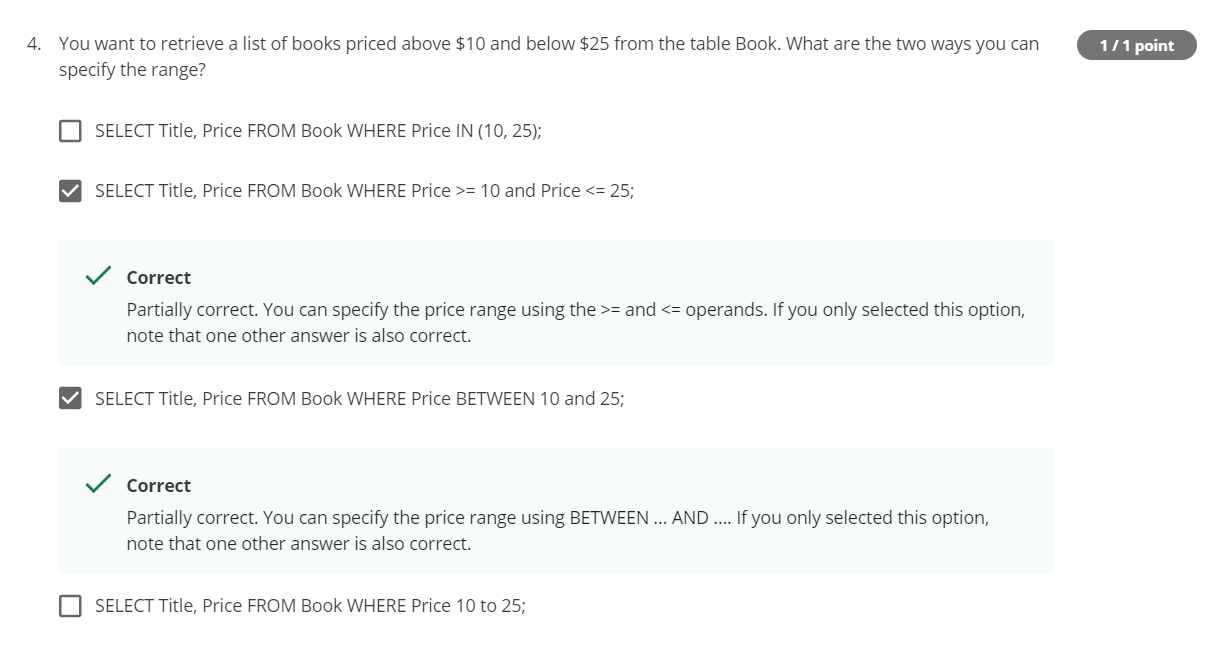 4. You want to retrieve a list of books priced above $10 and below $25 from the table Book. What are the two ways you can
1 / 1 point
specify the range?
SELECT Title, Price FROM Book WHERE Price IN (10, 25);
SELECT Title, Price FROM Book WHERE Price >= 10 and Price <= 25;
Correct
Partially correct. You can specify the price range using the >= and <= operands. If you only selected this option,
note that one other answer is also correct.
SELECT Title, Price FROM Book WHERE Price BETWEEN 10 and 25;
Correct
Partially correct. You can specify the price range using BETWEEN ... AND .... If you only selected this option,
note that one other answer is also correct.
SELECT Title, Price FROM Book WHERE Price 10 to 25;